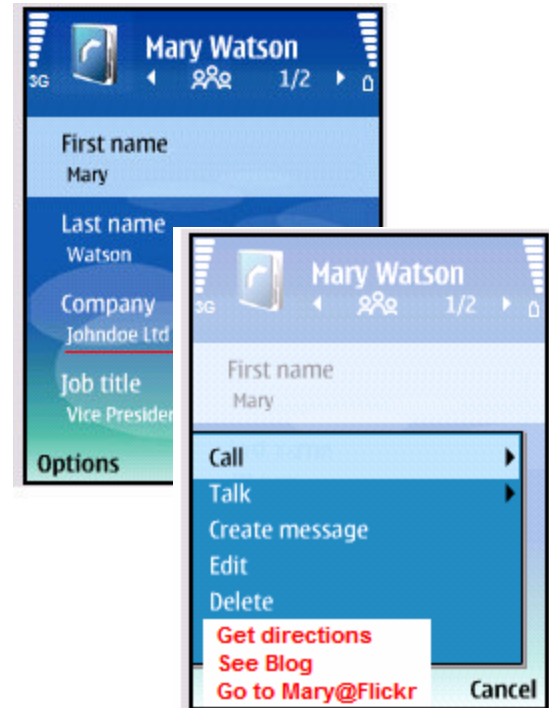 Mary Watson
3G
1/2
First name
Mary
Last name
Watson
Company
Johndoe Ltd
Job title
Vice Presider
Options
Mary Watson
3G
1/2
First name
Mary
Call
Talk
Create message
Edit
Delete
Get directions
See Blog
Go to Mary@Flickr
Cancel